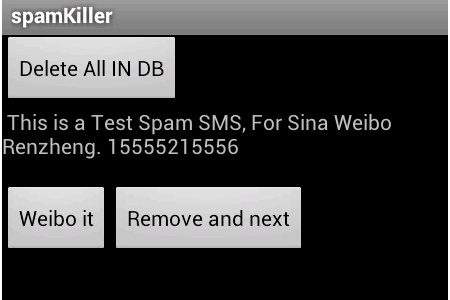 spamKiller
Delete All IN DB
This is a Test Spam SMS, For Sina Weibo
Renzheng. 15555215556
Weibo it
Remove and next